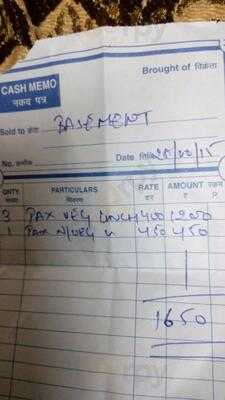 Brought of विक्रेता
CASH MEMO
नकद पत्र
Sold to क्रेता BASEMENT
No. क्रमांक Date तिथि 25/10/15
QNTY. PARTICULARS RATE AMOUNT रकम
विवरण दर ₹ P
3 PAX VEG LUNCH 400 1200
1 PAX N/VEG 450 450
1650